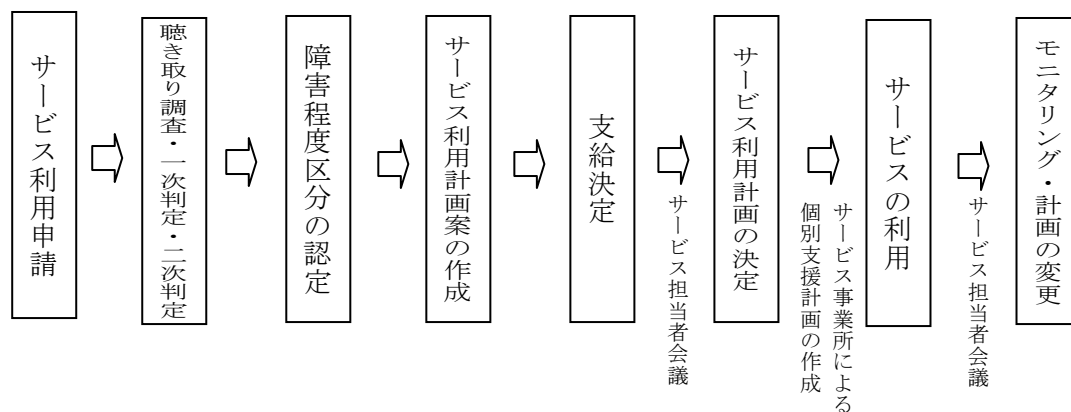 サービス利用申請
聴き取り調査・一次判定・二次判定
障害程度区分の認定
サービス利用計画案の作成
支給決定
サービス担当者会議
サービス利用計画の決定
サービス事業所による
個別支援計画の作成
サービスの利用
サービス担当者会議
モニタリング・計画の変更